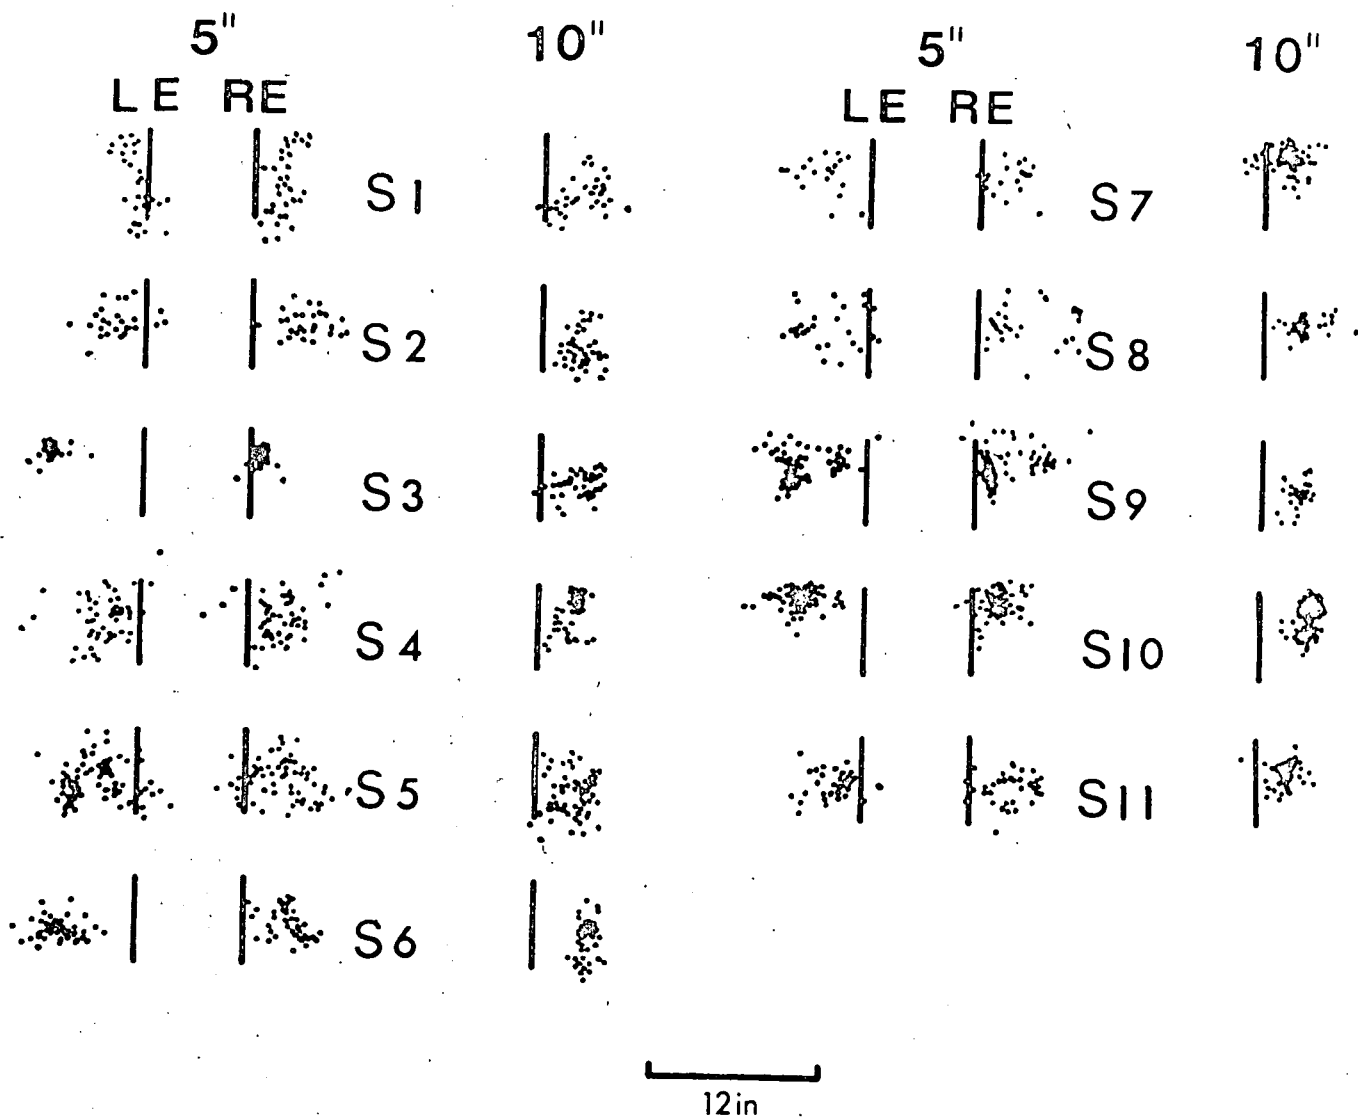 5" 10" 5" 10"
LE RE LE RE
S1 S7
S2 S8
S3 S9
S4 S10
S5 S11
S6
12in